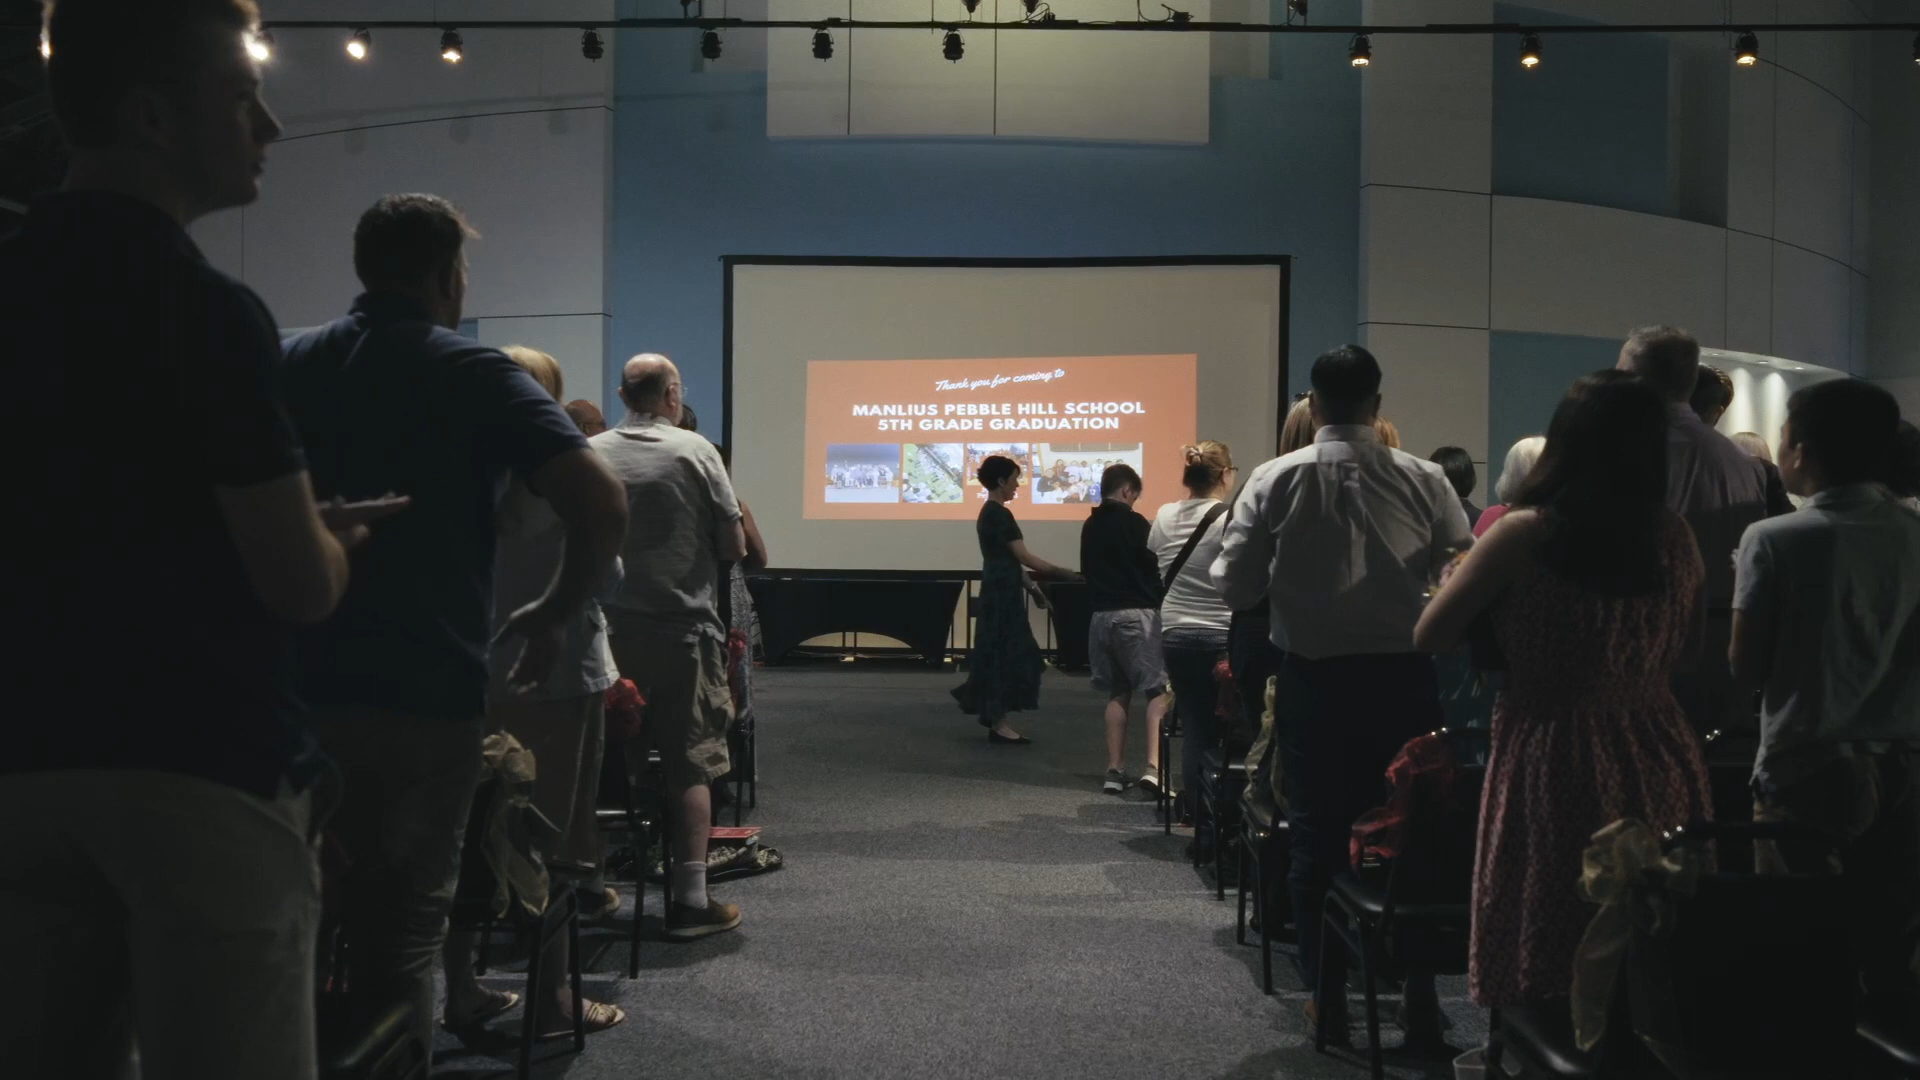 Thank you for coming to
MANLIUS PEBBLE HILL SCHOOL
5TH GRADE GRADUATION